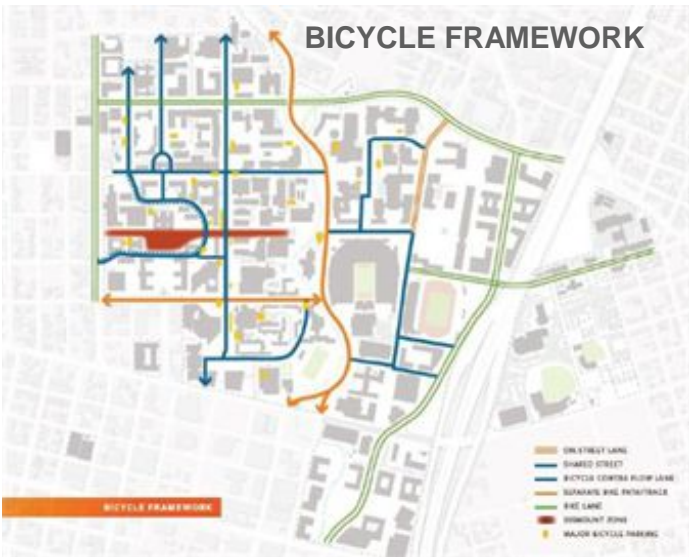 BICYCLE FRAMEWORK
ON-STREET LANE
SHARED STREET
BICYCLE CONTRA FLOW LANE
SEPARATE BIKE PATH/TRACK
BIKE LANE
DISMOUNT ZONE
MAJOR BICYCLE PARKING
BICYCLE FRAMEWORK